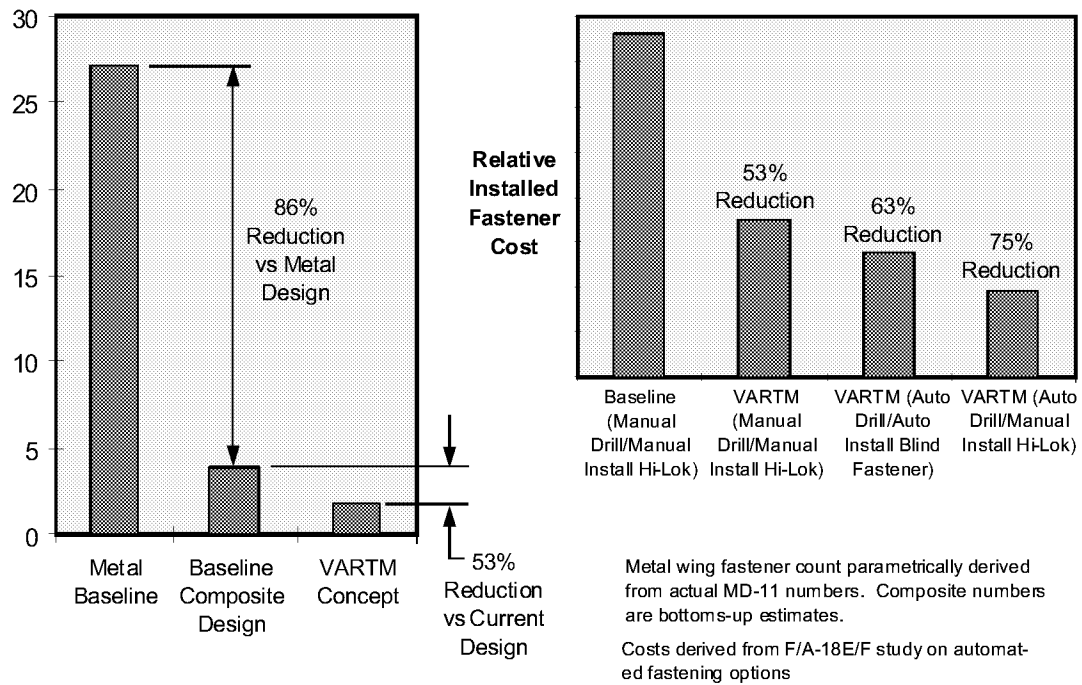 30
25
20
15
10
5
0
86%
Reduction
vs Metal
Design
Metal
Baseline
Baseline
Composite
Design
VARTM
Concept
53%
Reduction
vs Current
Design
Relative
Installed
Fastener
Cost
53%
Reduction
63%
Reduction
75%
Reduction
Baseline
(Manual
Drill/Manual
Install Hi-Lok)
VARTM
(Manual
Drill/Manual
Install Hi-Lok)
VARTM (Auto
Drill/Auto
Install Blind
Fastener)
VARTM (Auto
Drill/Manual
Install Hi-Lok)
Metal wing fastener count parametrically derived
from actual MD-11 numbers. Composite numbers
are bottoms-up estimates.
Costs derived from F/A-18E/F study on automat-
ed fastening options